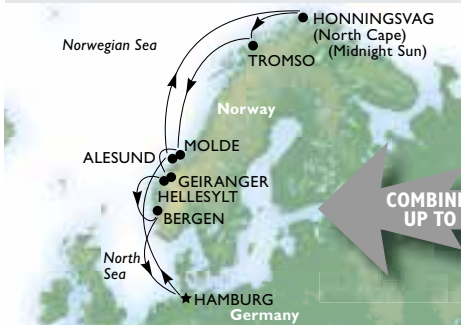 HONNINGSVAG
(North Cape)
(Midnight Sun)
Norwegian Sea
TROMSO
Norway
MOLDE
ALESUND
GEIRANGER
HELLESYLT
BERGEN
COMBINE
UP TO
North
Sea
HAMBURG
Germany